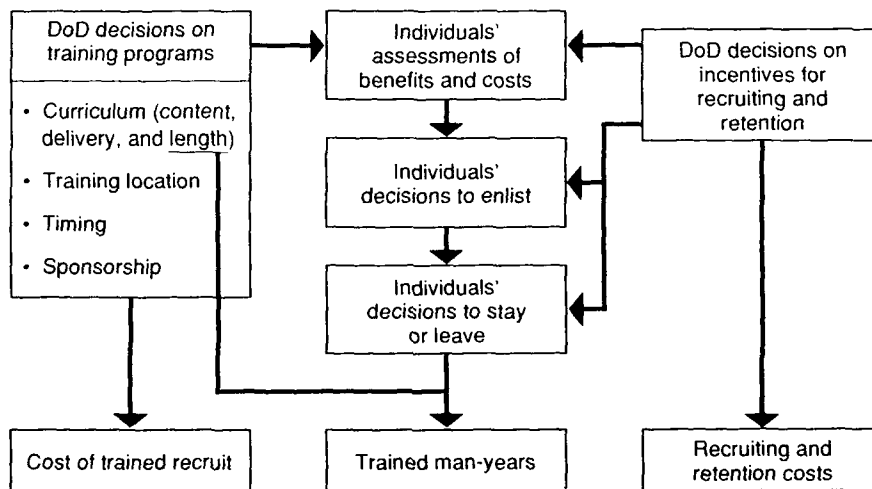 DoD decisions on
training programs
• Curriculum (content,
delivery, and length)
• Training location
• Timing
• Sponsorship
Individuals'
assessments of
benefits and costs
Individuals'
decisions to enlist
Individuals'
decisions to stay
or leave
DoD decisions on
incentives for
recruiting and
retention
Cost of trained recruit
Trained man-years
Recruiting and
retention costs